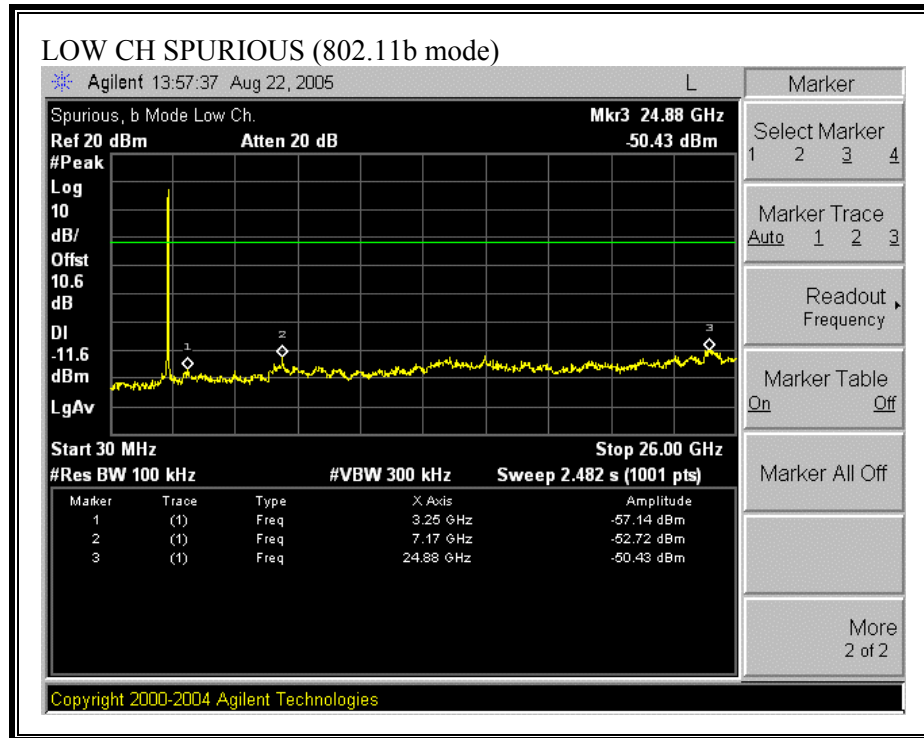 LOW CH SPURIOUS (802.11b mode)
Agilent 13:57:37 Aug 22, 2005 L
Marker
Spurious, b Mode Low Ch. Mkr3 24.88 GHz
Ref 20 dBm Atten 20 dB -50.43 dBm
#Peak
Log
10
dB/
Offst
10.6
dB
DI
-11.6
dBm
LgAv
1
2
3
Start 30 MHz Stop 26.00 GHz
#Res BW 100 kHz #VBW 300 kHz Sweep 2.482 s (1001 pts)
Marker Trace Type X Axis Amplitude
1 (1) Freq 3.25 GHz -57.14 dBm
2 (1) Freq 7.17 GHz -52.72 dBm
3 (1) Freq 24.88 GHz -50.43 dBm
Select Marker
1 2 3 4
Marker Trace
Auto 1 2 3
Readout
Frequency
Marker Table
On Off
Marker All Off
More
2 of 2
Copyright 2000-2004 Agilent Technologies